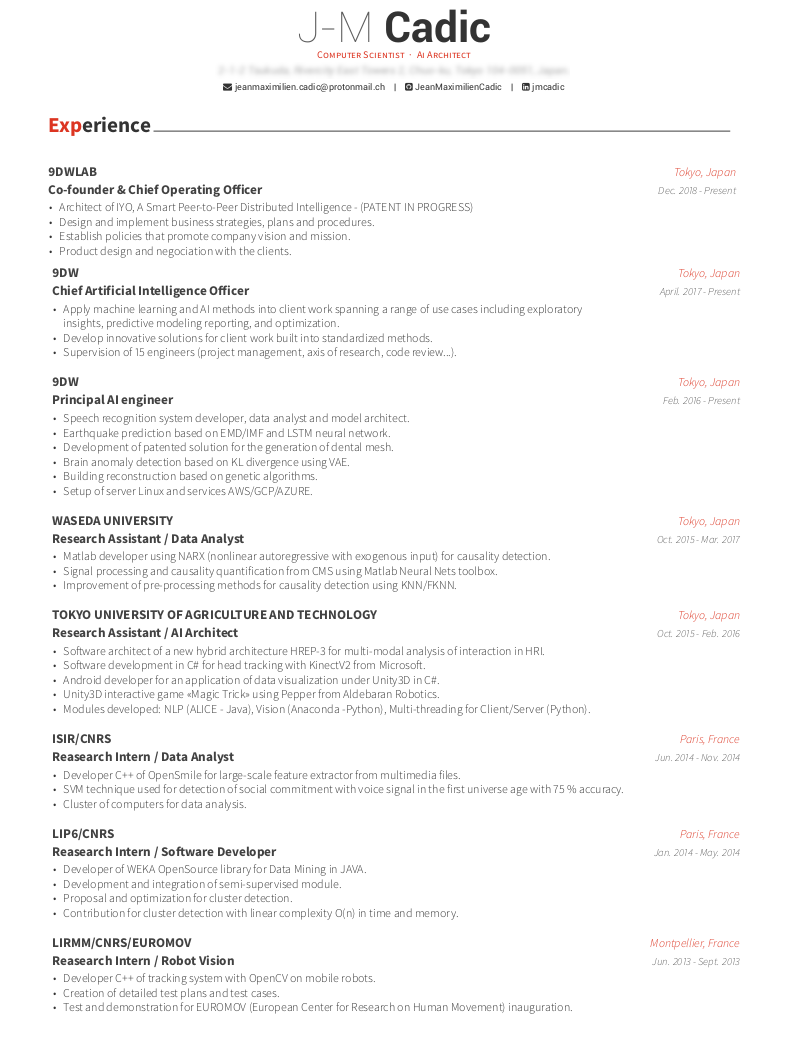 J-M Cadic
Computer Scientist · Ai Architect
jeanmaximilien.cadic@protonmail.ch | JeanMaximilienCadic | jmcadic
Experience
9DWLAB Tokyo, Japan
Co-founder & Chief Operating Officer Dec. 2018 - Present
• Architect of IYO, A Smart Peer-to-Peer Distributed Intelligence - (PATENT IN PROGRESS)
• Design and implement business strategies, plans and procedures.
• Establish policies that promote company vision and mission.
• Product design and negociation with the clients.
9DW Tokyo, Japan
Chief Artificial Intelligence Officer April. 2017 - Present
• Apply machine learning and AI methods into client work spanning a range of use cases including exploratory
insights, predictive modeling reporting, and optimization.
• Develop innovative solutions for client work built into standardized methods.
• Supervision of 15 engineers (project management, axis of research, code review...).
9DW Tokyo, Japan
Principal AI engineer Feb. 2016 - Present
• Speech recognition system developer, data analyst and model architect.
• Earthquake prediction based on EMD/IMF and LSTM neural network.
• Development of patented solution for the generation of dental mesh.
• Brain anomaly detection based on KL divergence using VAE.
• Building reconstruction based on genetic algorithms.
• Setup of server Linux and services AWS/GCP/AZURE.
WASEDA UNIVERSITY Tokyo, Japan
Research Assistant / Data Analyst Oct. 2015 - Mar. 2017
• Matlab developer using NARX (nonlinear autoregressive with exogenous input) for causality detection.
• Signal processing and causality quantification from CMS using Matlab Neural Nets toolbox.
• Improvement of pre-processing methods for causality detection using KNN/FKNN.
TOKYO UNIVERSITY OF AGRICULTURE AND TECHNOLOGY Tokyo, Japan
Research Assistant / AI Architect Oct. 2015 - Feb. 2016
• Software architect of a new hybrid architecture HREP-3 for multi-modal analysis of interaction in HRI.
• Software development in C# for head tracking with KinectV2 from Microsoft.
• Android developer for an application of data visualization under Unity3D in C#.
• Unity3D interactive game «Magic Trick» using Pepper from Aldebaran Robotics.
• Modules developed: NLP (ALICE - Java), Vision (Anaconda -Python), Multi-threading for Client/Server (Python).
ISIR/CNRS Paris, France
Reasearch Intern / Data Analyst Jun. 2014 - Nov. 2014
• Developer C++ of OpenSmile for large-scale feature extractor from multimedia files.
• SVM technique used for detection of social commitment with voice signal in the first universe age with 75 % accuracy.
• Cluster of computers for data analysis.
LIP6/CNRS Paris, France
Reasearch Intern / Software Developer Jan. 2014 - May. 2014
• Developer of WEKA OpenSource library for Data Mining in JAVA.
• Development and integration of semi-supervised module.
• Proposal and optimization for cluster detection.
• Contribution for cluster detection with linear complexity O(n) in time and memory.
LIRMM/CNRS/EUROMOV Montpellier, France
Reasearch Intern / Robot Vision Jun. 2013 - Sept. 2013
• Developer C++ of tracking system with OpenCV on mobile robots.
• Creation of detailed test plans and test cases.
• Test and demonstration for EUROMOV (European Center for Research on Human Movement) inauguration.